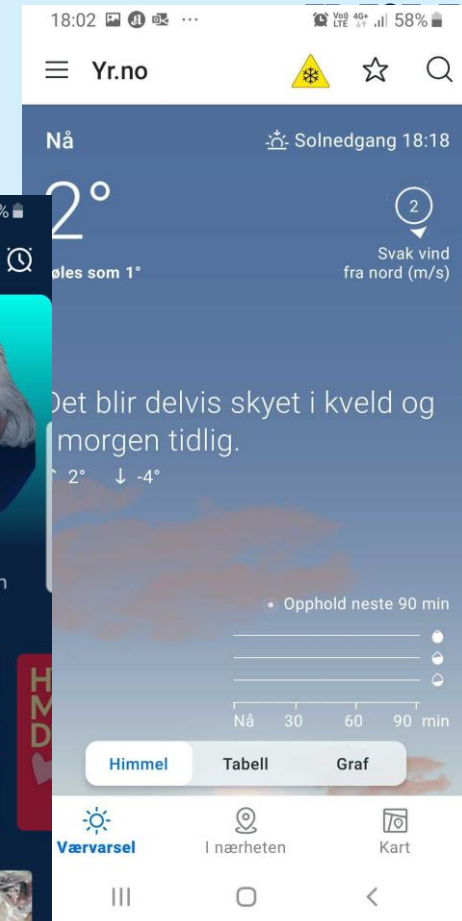 18:02 58%
Yr.no
Nå
Solnedgang 18:18
2°
2
Svak vind
fra nord (m/s)
som 1°
blir delvis skyet i kveld og
morgen tidlig.
2° ↓ -4°
Opphold neste 90 min
Nå 30 60 90 min
Himmel Tabell Graf
Værvarsel I nærheten Kart